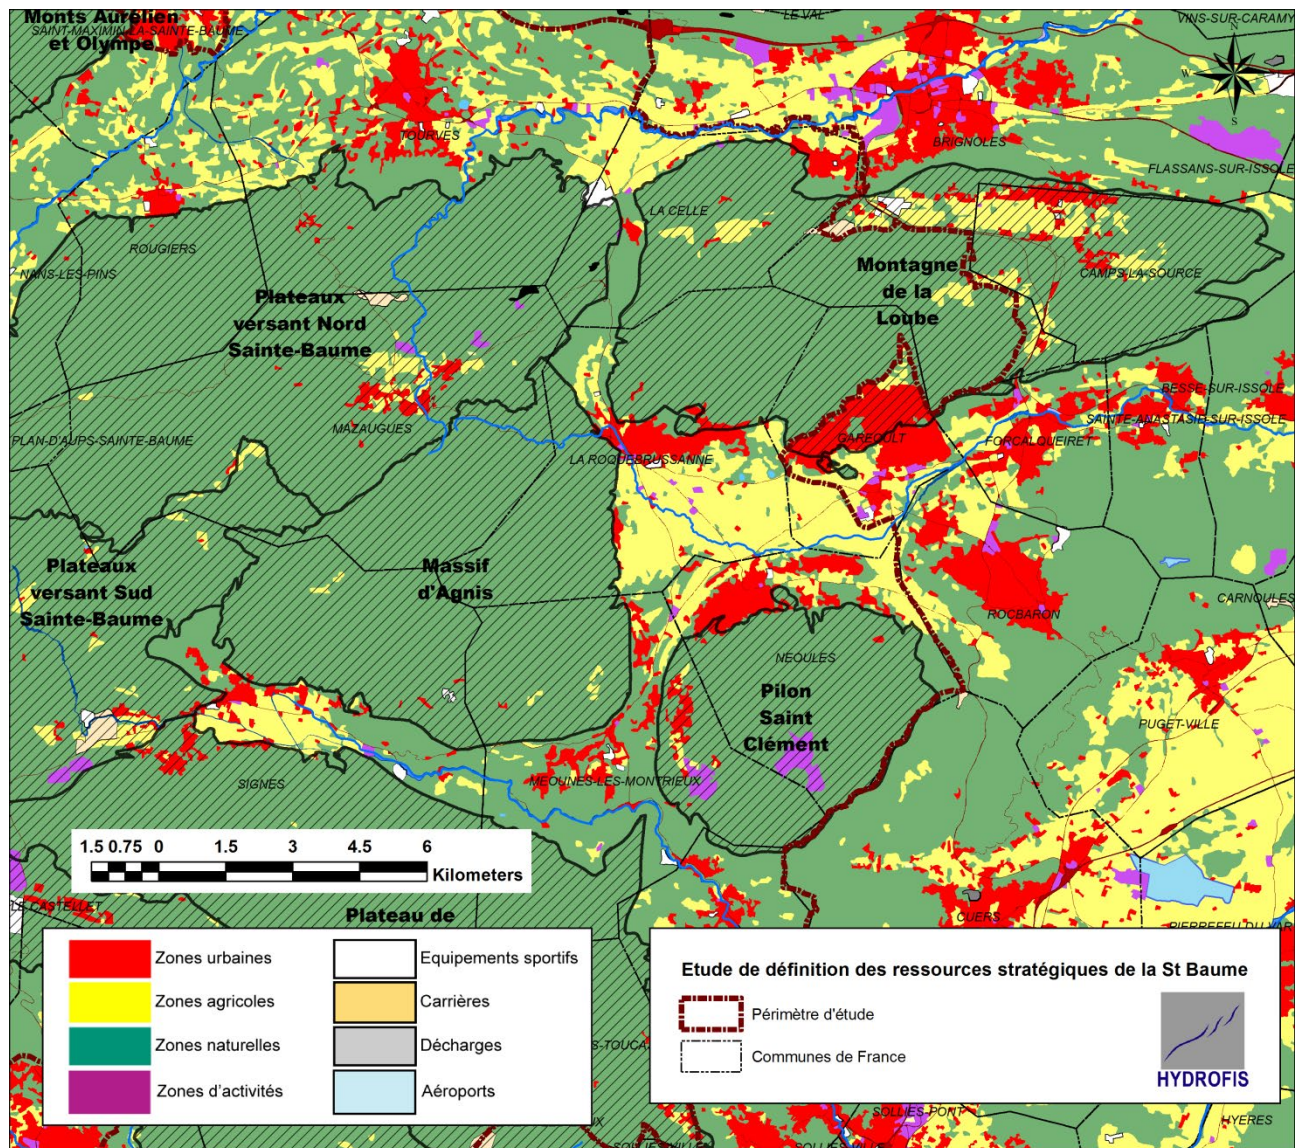 Monts Aurélien
et Olympe
SAINT-MAXIMIN-LA-SAINTE-BAUME
LE VAL
VINS-SUR-CARAMY
N
W
E
S
TOURVES
BRIGNOLES
FLASSANS-SUR-ISSOLE
LA CELLE
ROUGIERS
NANS-LES-PINS
CAMPS-LA-SOURCE
Montagne
de la
Loube
Plateaux
versant Nord
Sainte-Baume
BESSE-SUR-ISSOLE
SAINTE-ANASTASIE-SUR-ISSOLE
MAZAUGUES
PLAN-D'AUPS-SAINTE-BAUME
GAREOULT
FORCALQUEIRET
LA ROQUEBRUSSANNE
Plateaux
versant Sud
Sainte-Baume
Massif
d'Agnis
CARNOULES
ROCBARON
NEOULES
Pilon
Saint
Clément
PUGET-VILLE
SIGNES
MEOUNES-LES-MONTRIEUX
1.5 0.75 0 1.5 3 4.5 6
Kilometers
LE CASTELLET
Plateau de
CUERS
PIERREFEU-DU-VAR
Zones urbaines
Zones agricoles
Zones naturelles
Zones d'activités
Equipements sportifs
Carrières
Décharges
Aéroports
S-TOUCA
Etude de définition des ressources stratégiques de la St Baume
Périmètre d'étude
Communes de France
HYDROFIS
SOLLIES-PONT
HYERES
SOLLIES-VILLE